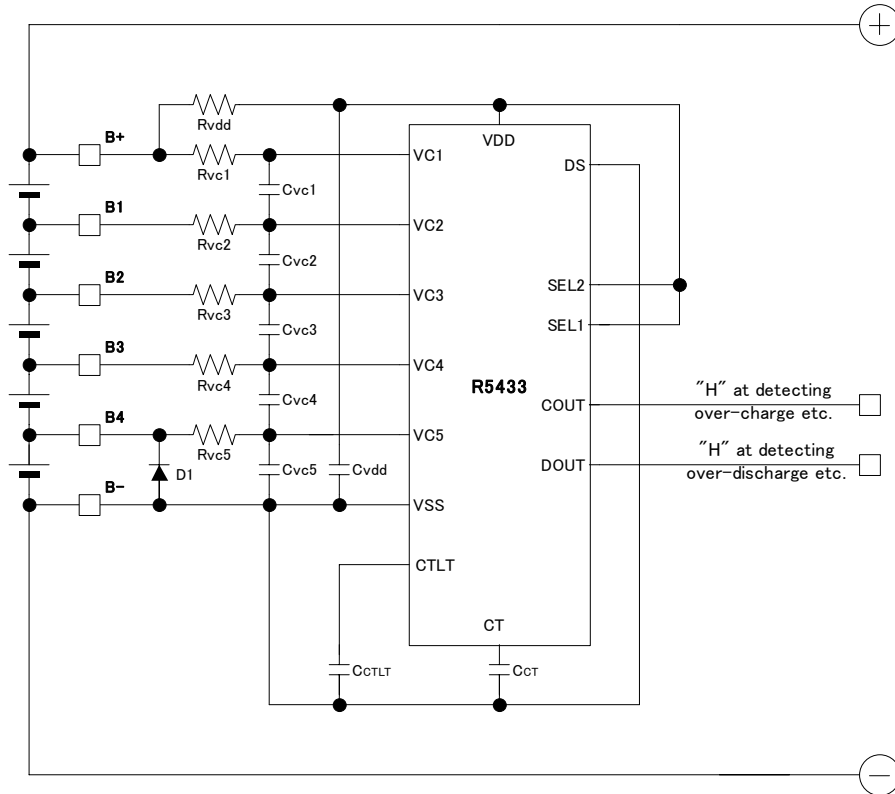 +
Rvdd
VDD
B+
Rvc1
VC1
DS
Cvc1
B1
Rvc2
VC2
Cvc2
B2
Rvc3
VC3
SEL2
Cvc3
SEL1
B3
Rvc4
VC4
R5433
Cvc4
"H" at detecting
over-charge etc.
COUT
B4
Rvc5
VC5
D1
Cvc5
Cvdd
DOUT
"H" at detecting
over-discharge etc.
B-
VSS
CTLT
CT
CCTLT
CCT
−